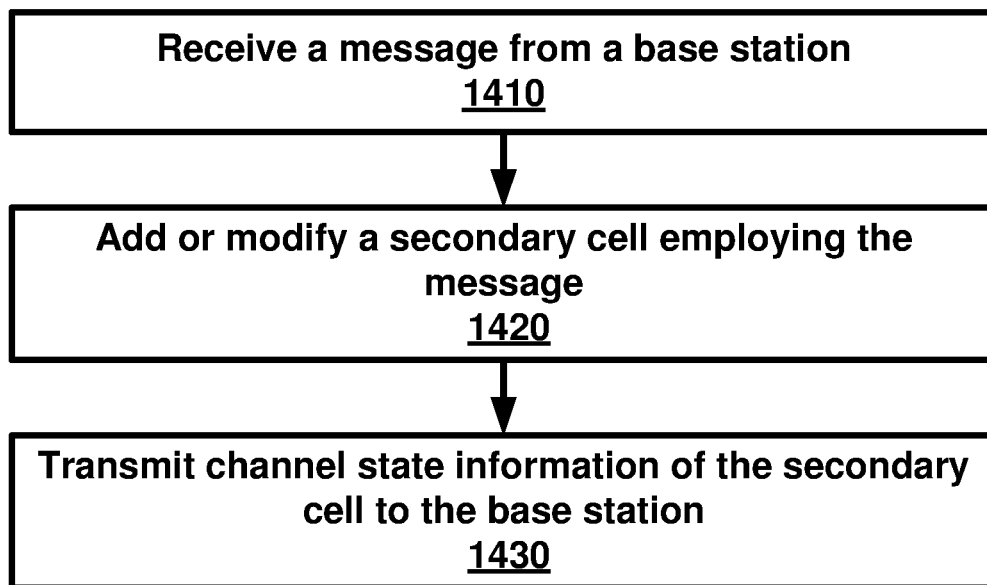 Receive a message from a base station
1410
Add or modify a secondary cell employing the
message
1420
Transmit channel state information of the secondary
cell to the base station
1430